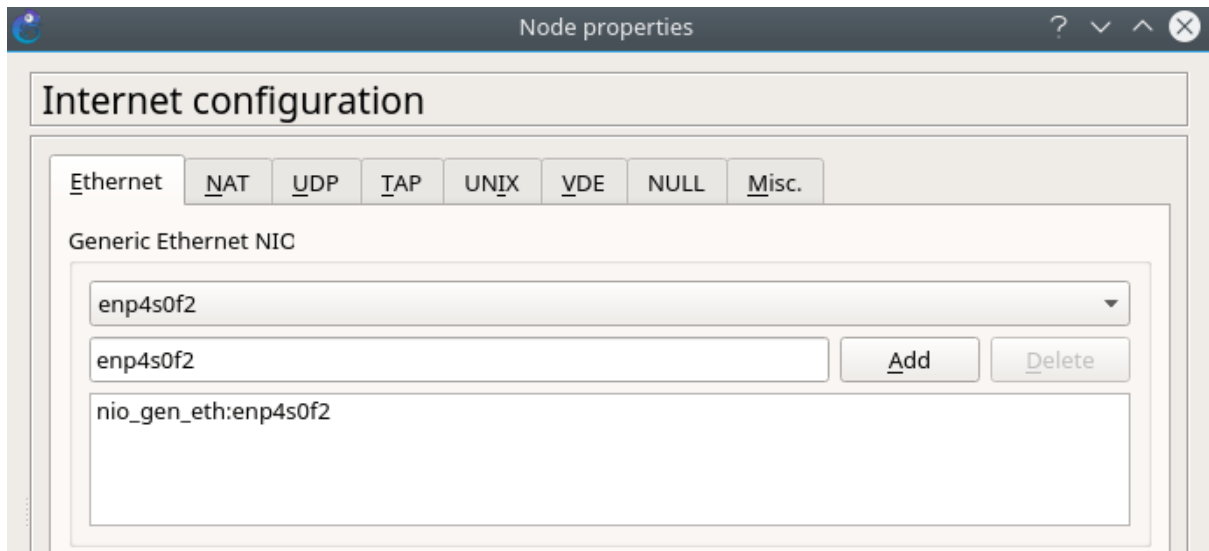 Node properties
Internet configuration
Ethernet NAT UDP TAP UNIX VDE NULL Misc.
Generic Ethernet NIO
enp4s0f2
enp4s0f2 Add Delete
nio_gen_eth:enp4s0f2